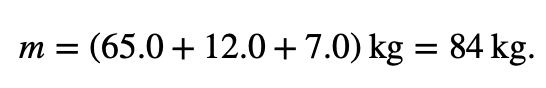 m = (65.0 + 12.0 + 7.0) kg = 84 kg.